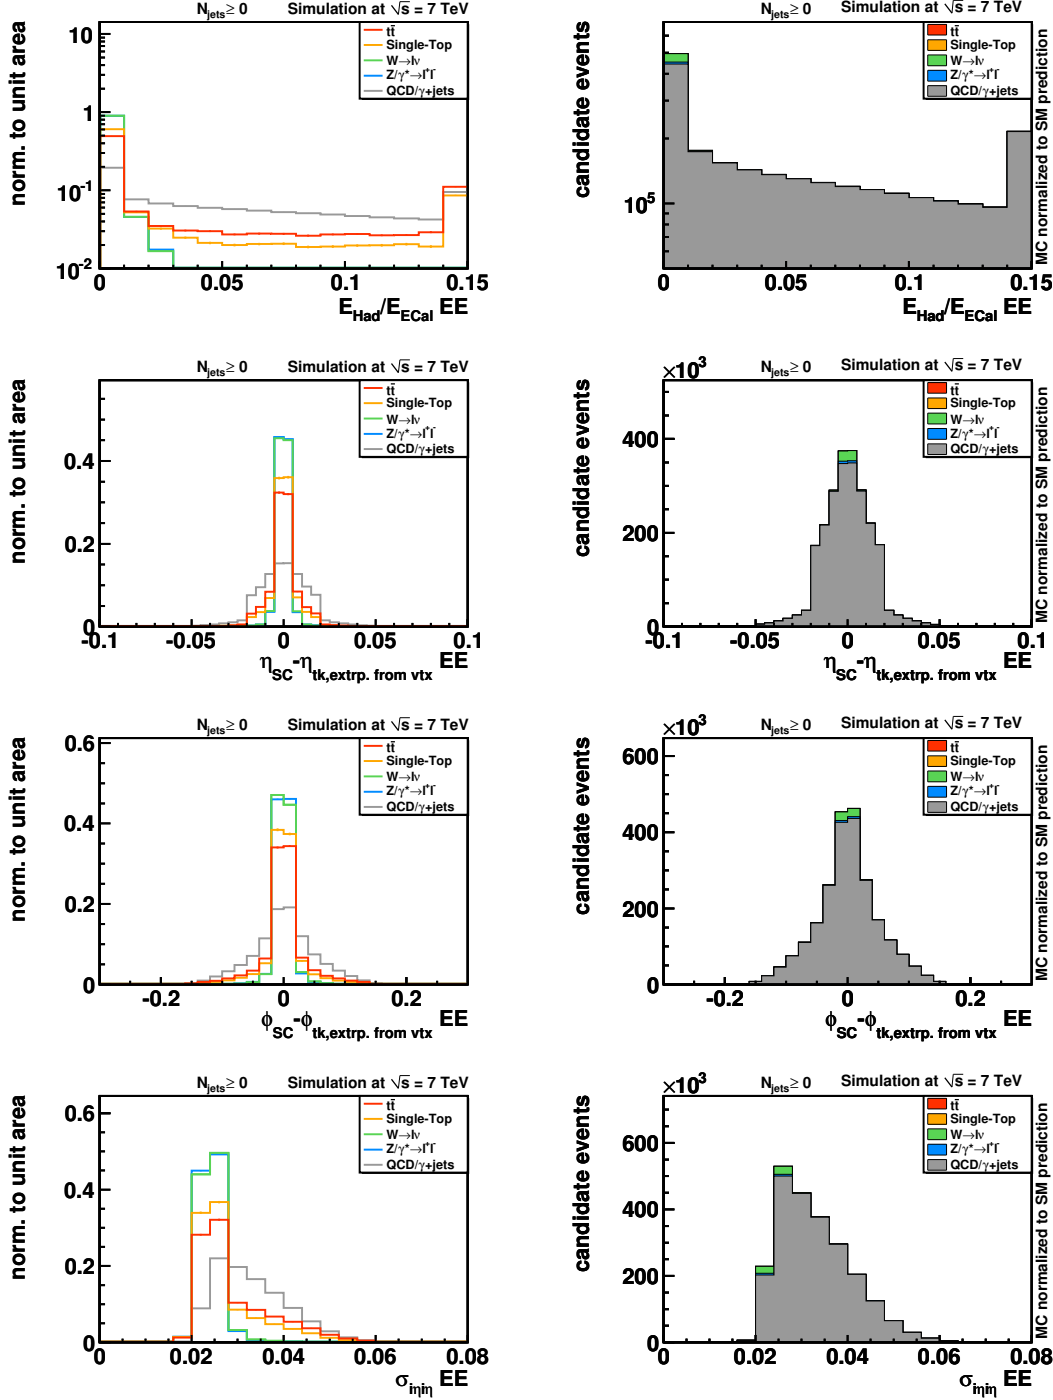 N_jets ≥ 0 Simulation at √s = 7 TeV
norm. to unit area
10
1
10^-1
10^-2
tt̄
Single-Top
W→lν
Z/γ*→l⁺l⁻
QCD/γ+jets
0 0.05 0.1 0.15
E_Had/E_ECal EE
N_jets ≥ 0 Simulation at √s = 7 TeV
candidate events
10^5
tt̄
Single-Top
W→lν
Z/γ*→l⁺l⁻
QCD/γ+jets
MC normalized to SM prediction
0 0.05 0.1 0.15
E_Had/E_ECal EE
N_jets ≥ 0 Simulation at √s = 7 TeV
norm. to unit area
0.4
0.2
0
tt̄
Single-Top
W→lν
Z/γ*→l⁺l⁻
QCD/γ+jets
-0.1 -0.05 0 0.05 0.1
η_SC-η_tk,extrp. from vtx EE
×10³ N_jets ≥ 0 Simulation at √s = 7 TeV
candidate events
400
200
0
tt̄
Single-Top
W→lν
Z/γ*→l⁺l⁻
QCD/γ+jets
MC normalized to SM prediction
-0.1 -0.05 0 0.05 0.1
η_SC-η_tk,extrp. from vtx EE
N_jets ≥ 0 Simulation at √s = 7 TeV
norm. to unit area
0.6
0.4
0.2
0
tt̄
Single-Top
W→lν
Z/γ*→l⁺l⁻
QCD/γ+jets
-0.2 0 0.2
ϕ_SC-ϕ_tk,extrp. from vtx EE
×10³ N_jets ≥ 0 Simulation at √s = 7 TeV
candidate events
600
400
200
0
tt̄
Single-Top
W→lν
Z/γ*→l⁺l⁻
QCD/γ+jets
MC normalized to SM prediction
-0.2 0 0.2
ϕ_SC-ϕ_tk,extrp. from vtx EE
N_jets ≥ 0 Simulation at √s = 7 TeV
norm. to unit area
0.6
0.4
0.2
0
tt̄
Single-Top
W→lν
Z/γ*→l⁺l⁻
QCD/γ+jets
0 0.02 0.04 0.06 0.08
σ_iηiη EE
×10³ N_jets ≥ 0 Simulation at √s = 7 TeV
candidate events
600
400
200
0
tt̄
Single-Top
W→lν
Z/γ*→l⁺l⁻
QCD/γ+jets
MC normalized to SM prediction
0 0.02 0.04 0.06 0.08
σ_iηiη EE